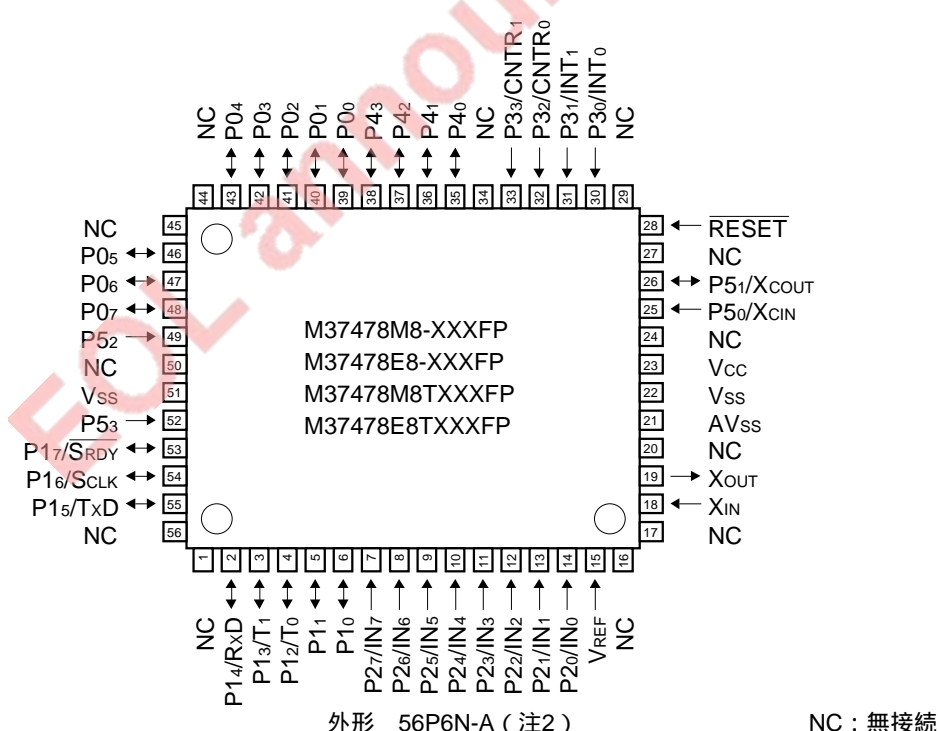 EOL announ
NC
P04
P03
P02
P01
P00
P43
P42
P41
P40
NC
P33/CNTR1
P32/CNTR0
P31/INT1
P30/INT0
NC
44
43
42
41
40
39
38
37
36
35
34
33
32
31
30
29
NC 45
P05 46
P06 47
P07 48
P52 49
NC 50
VSS 51
P53 52
P17/SRDY 53
P16/SCLK 54
P15/TXD 55
NC 56
M37478M8-XXXFP
M37478E8-XXXFP
M37478M8TXXXFP
M37478E8TXXXFP
28 RESET
27 NC
26 P51/XCOUT
25 P50/XCIN
24 NC
23 VCC
22 VSS
21 AVSS
20 NC
19 XOUT
18 XIN
17 NC
1
2
3
4
5
6
7
8
9
10
11
12
13
14
15
16
NC
P14/RXD
P13/T1
P12/T0
P11
P10
P27/IN7
P26/IN6
P25/IN5
P24/IN4
P23/IN3
P22/IN2
P21/IN1
P20/IN0
VREF
NC
外形 56P6N-A(注2)
NC:無接続